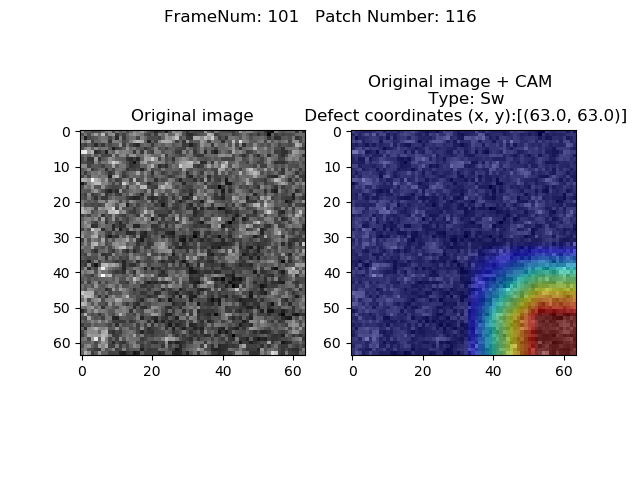 FrameNum: 101   Patch Number: 116
Original image
Original image + CAM
Type: Sw
Defect coordinates (x, y):[(63.0, 63.0)]
0
10
20
30
40
50
60
0 20 40 60
0
10
20
30
40
50
60
0 20 40 60